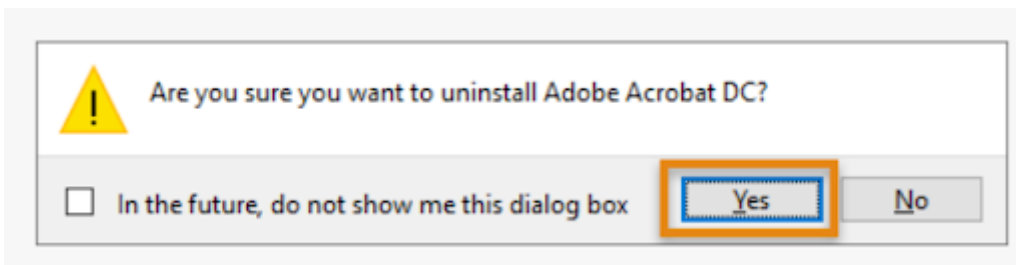 Are you sure you want to uninstall Adobe Acrobat DC?
In the future, do not show me this dialog box
Yes
No